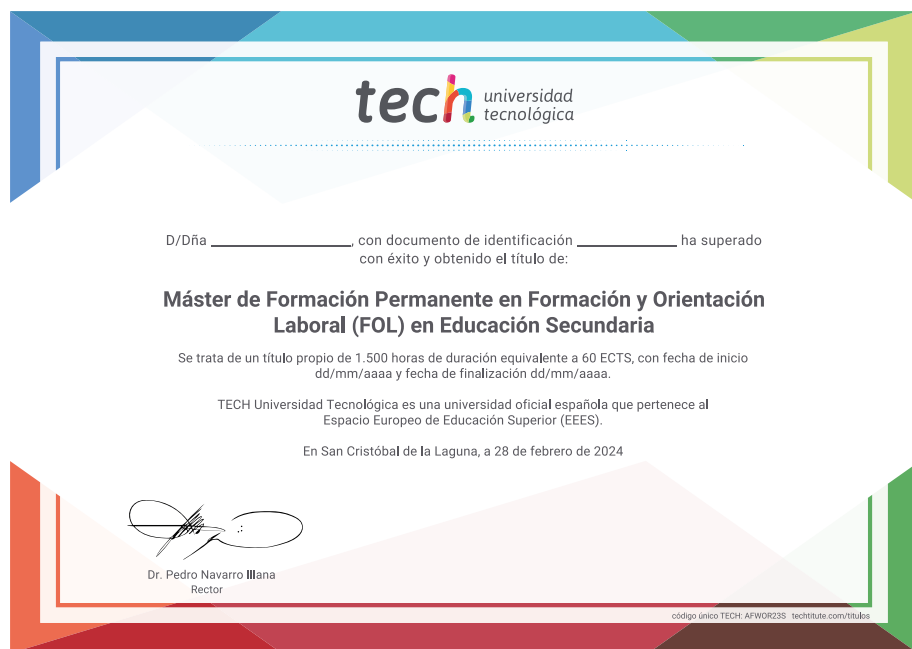 tech universidad
tecnológica
D/Dña ________________, con documento de identificación ____________ ha superado
con éxito y obtenido el título de:
Máster de Formación Permanente en Formación y Orientación
Laboral (FOL) en Educación Secundaria
Se trata de un título propio de 1.500 horas de duración equivalente a 60 ECTS, con fecha de inicio
dd/mm/aaaa y fecha de finalización dd/mm/aaaa.
TECH Universidad Tecnológica es una universidad oficial española que pertenece al
Espacio Europeo de Educación Superior (EEES).
En San Cristóbal de la Laguna, a 28 de febrero de 2024
Dr. Pedro Navarro Illana
Rector
código único TECH: AFWOR23S techtitute.com/titulos